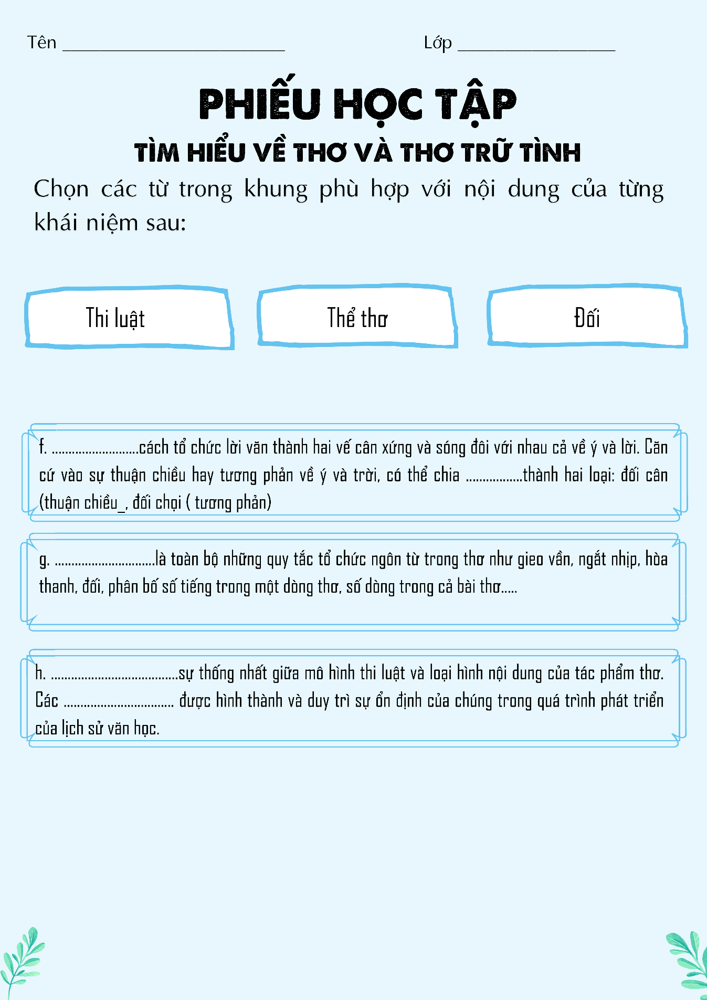 Tên ________________________ Lớp _________________
PHIẾU HỌC TẬP
TÌM HIỂU VỀ THƠ VÀ THƠ TRỮ TÌNH
Chọn các từ trong khung phù hợp với nội dung của từng
khái niệm sau:
Thi luật Thể thơ Đối
f. ..........................cách tổ chức lời văn thành hai vế cân xứng và sóng đôi với nhau cả về ý và lời. Căn
cứ vào sự thuận chiều hay tương phản về ý và trời, có thể chia .................thành hai loại: đối cân
(thuận chiều_, đối chọi ( tương phản)
g. ..............................là toàn bộ những quy tắc tổ chức ngôn từ trong thơ như gieo vần, ngắt nhịp, hòa
thanh, đối, phân bố số tiếng trong một dòng thơ, số dòng trong cả bài thơ.....
h. ......................................sự thống nhất giữa mô hình thi luật và loại hình nội dung của tác phẩm thơ.
Các ................................. được hình thành và duy trì sự ổn định của chúng trong quá trình phát triển
của lịch sử văn học.